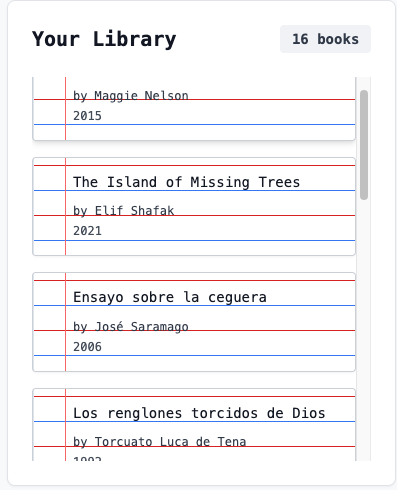 Your Library
16 books
by Maggie Nelson
2015
The Island of Missing Trees
by Elif Shafak
2021
Ensayo sobre la ceguera
by José Saramago
2006
Los renglones torcidos de Dios
by Torcuato Luca de Tena